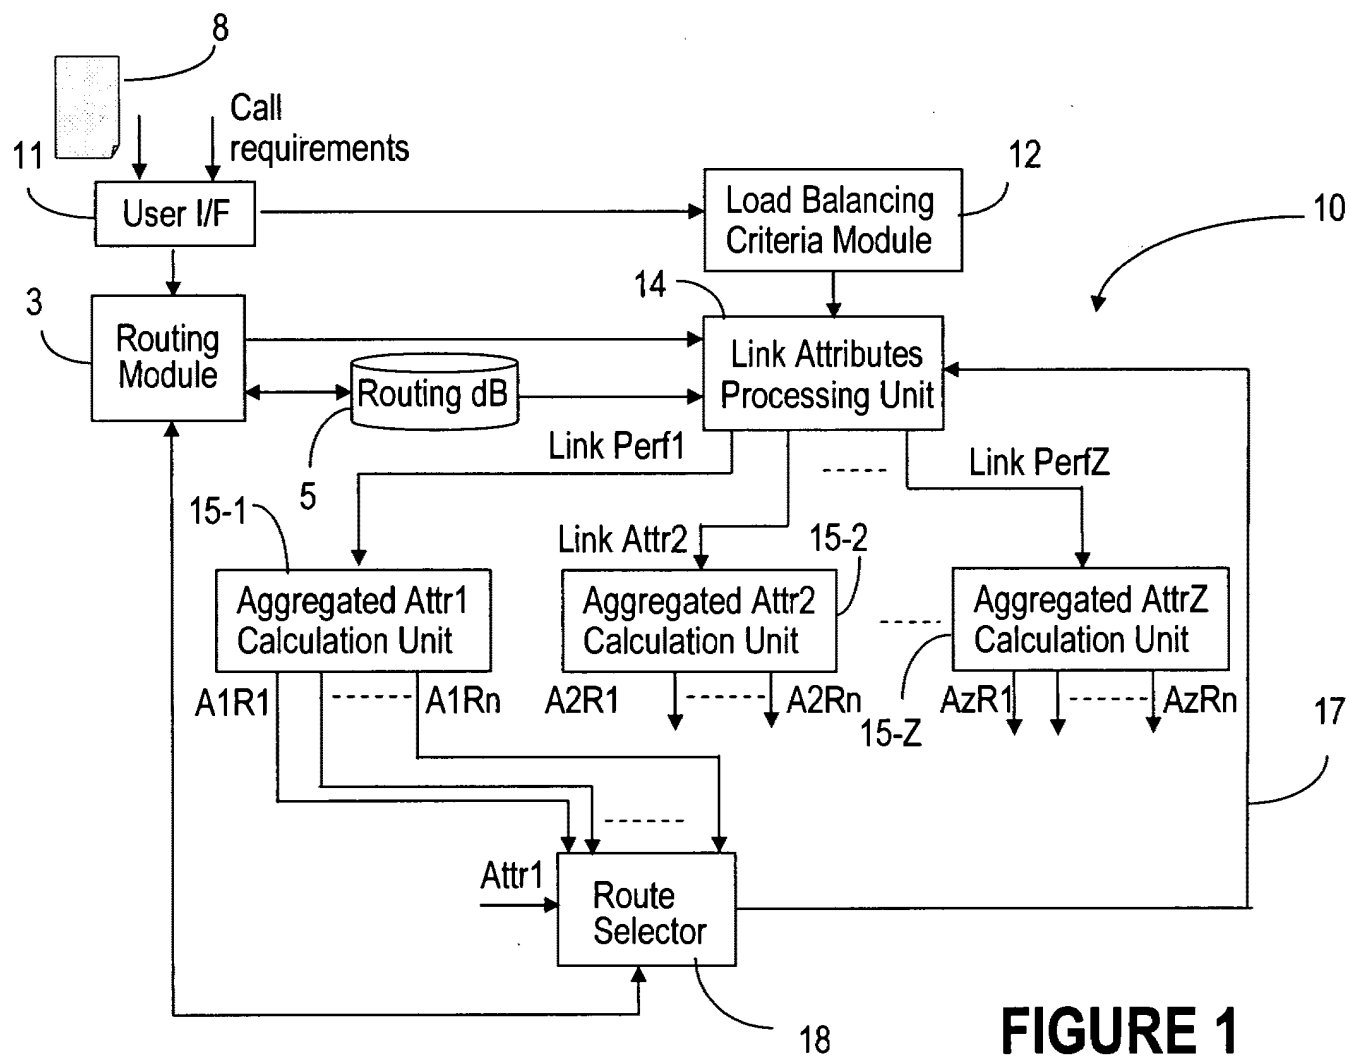 8
Call
requirements
11
12
User I/F
Load Balancing
Criteria Module
10
14
3
Routing
Module
Link Attributes
Processing Unit
Routing dB
5
Link Perf1
Link PerfZ
15-1
Link Attr2
15-2
Aggregated Attr1
Calculation Unit
Aggregated Attr2
Calculation Unit
Aggregated AttrZ
Calculation Unit
A1R1
A1Rn
A2R1
A2Rn
15-Z
AzR1
AzRn
17
Attr1
Route
Selector
18
FIGURE 1